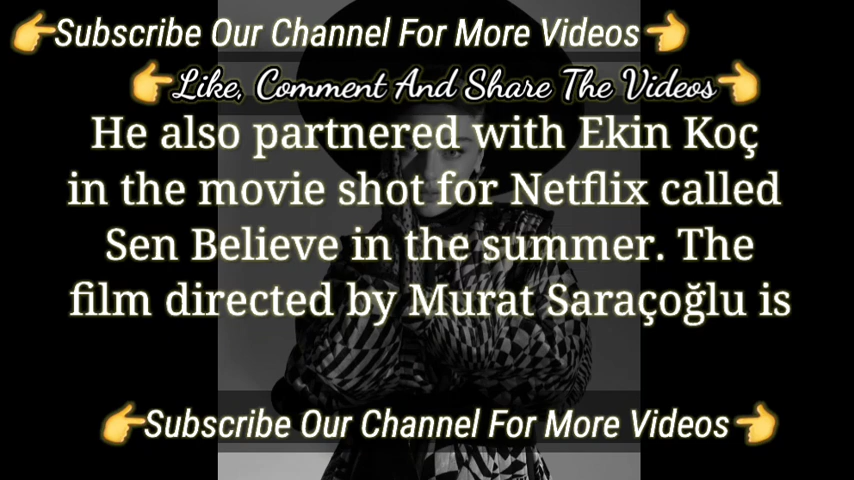 👉Subscribe Our Channel For More Videos👈
👉Like, Comment And Share The Videos👈
He also partnered with Ekin Koç
in the movie shot for Netflix called
Sen Believe in the summer. The
film directed by Murat Saraçoğlu is
👉Subscribe Our Channel For More Videos👈